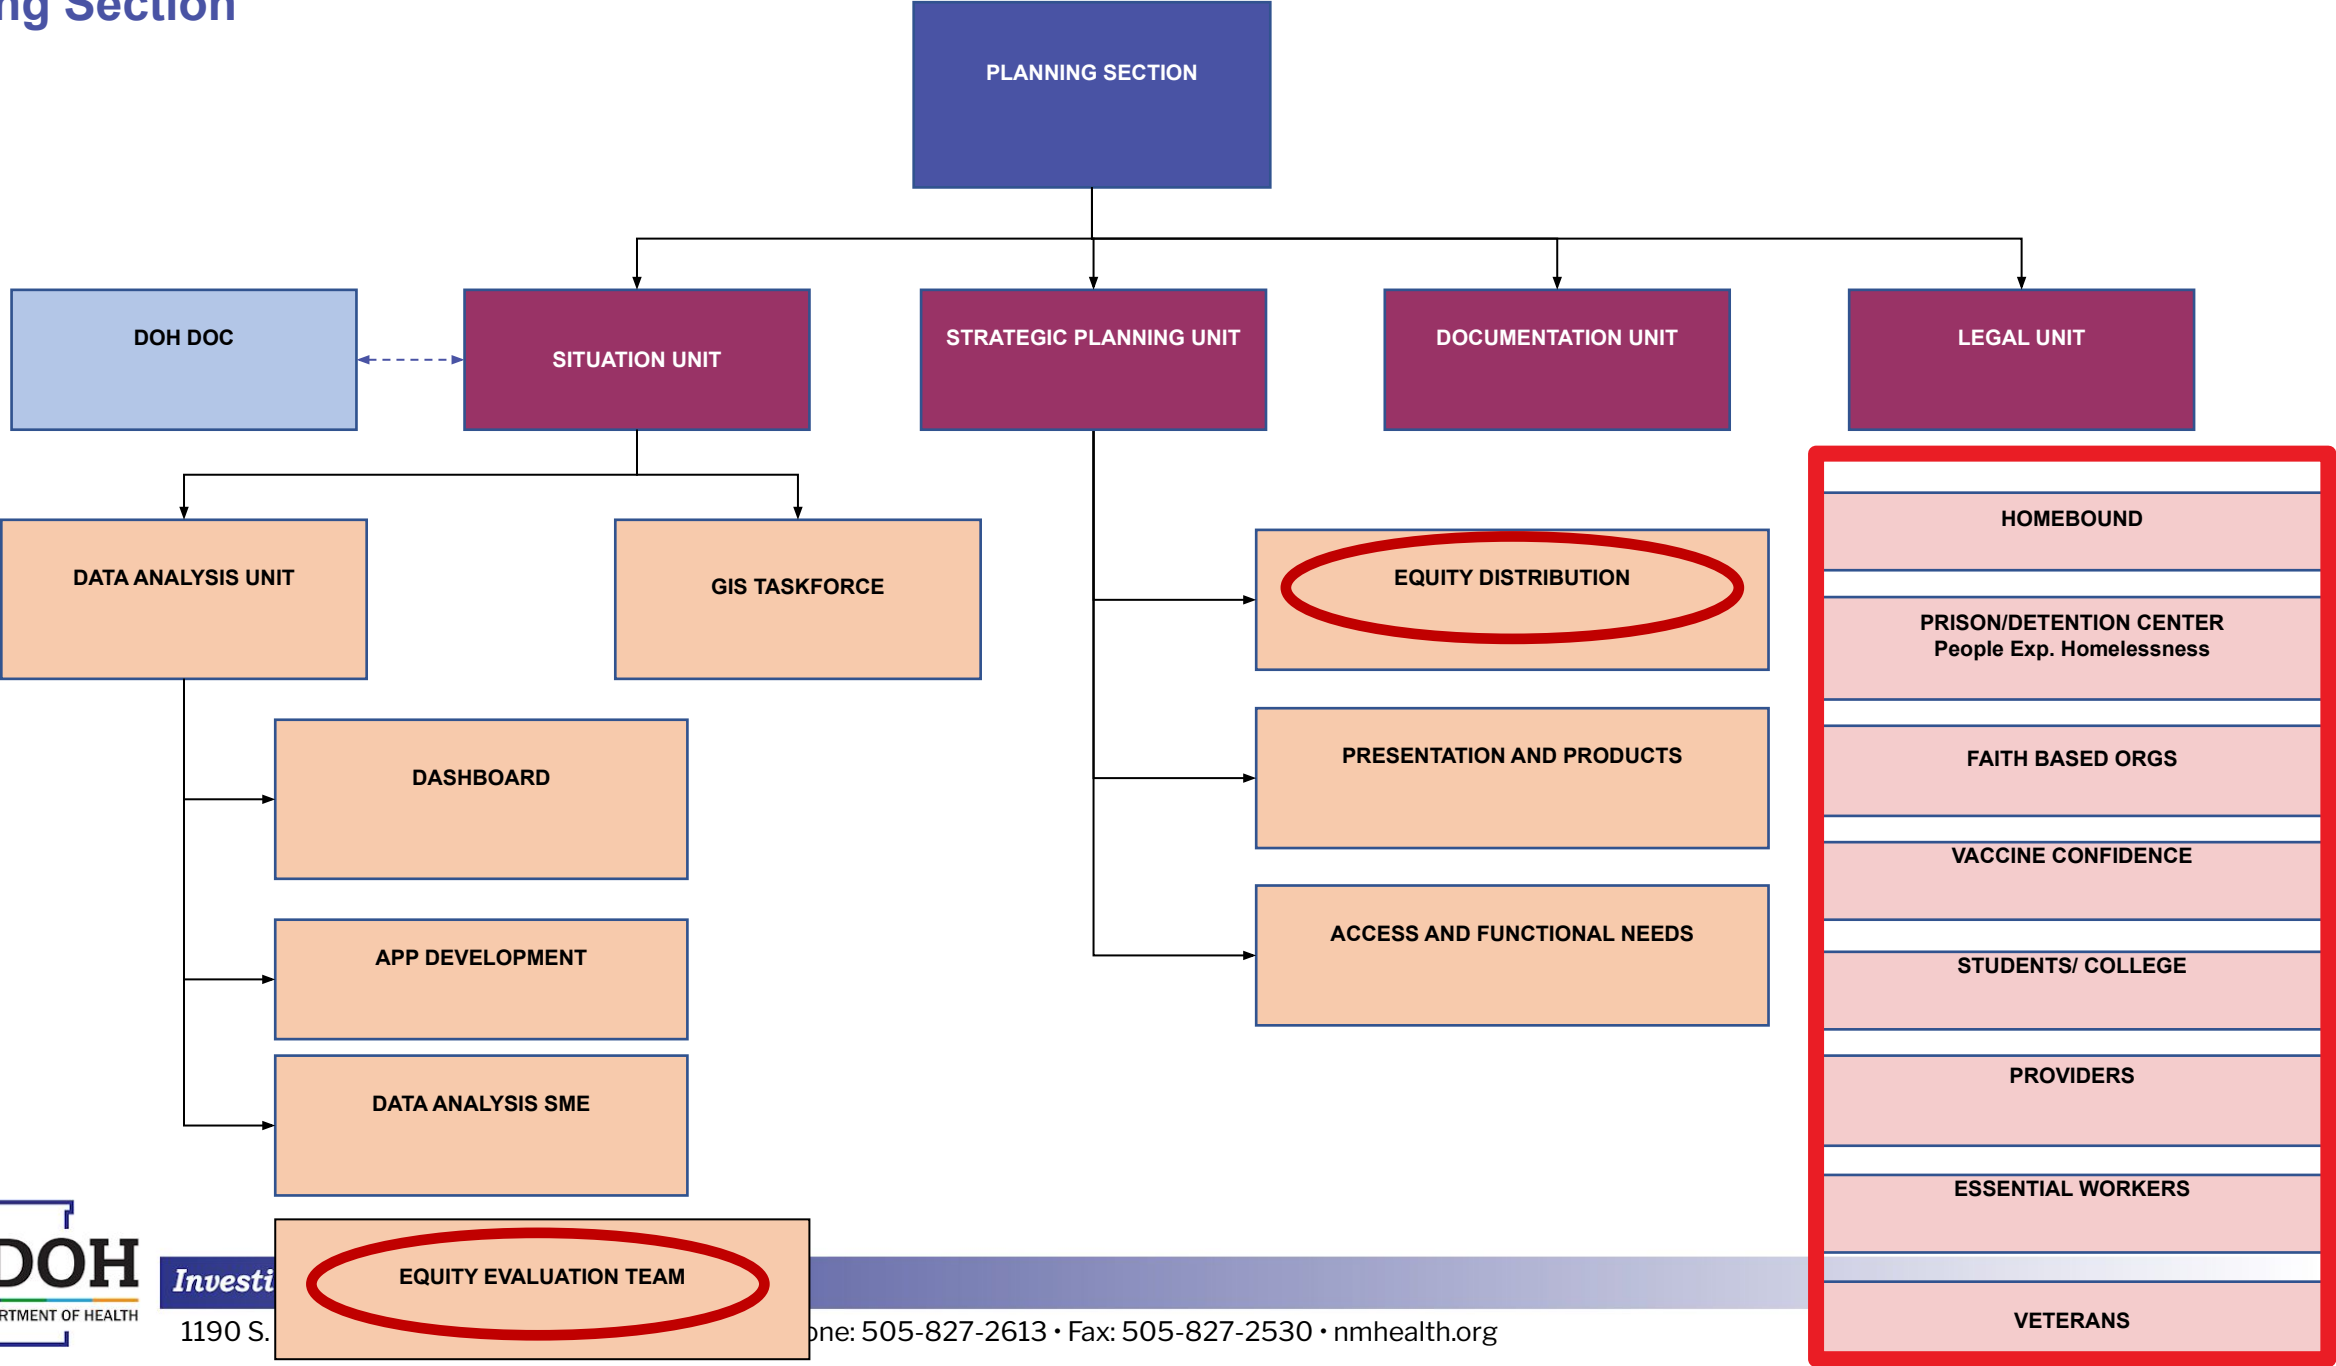 ng Section
PLANNING SECTION
DOH DOC
SITUATION UNIT
STRATEGIC PLANNING UNIT
DOCUMENTATION UNIT
LEGAL UNIT
DATA ANALYSIS UNIT
GIS TASKFORCE
EQUITY DISTRIBUTION
HOMEBOUND
PRISON/DETENTION CENTER
People Exp. Homelessness
DASHBOARD
PRESENTATION AND PRODUCTS
FAITH BASED ORGS
VACCINE CONFIDENCE
APP DEVELOPMENT
ACCESS AND FUNCTIONAL NEEDS
STUDENTS/ COLLEGE
DATA ANALYSIS SME
PROVIDERS
ESSENTIAL WORKERS
EQUITY EVALUATION TEAM
VETERANS
DOH
RTMENT OF HEALTH
Investi
1190 S.
one: 505-827-2613 • Fax: 505-827-2530 • nmhealth.org